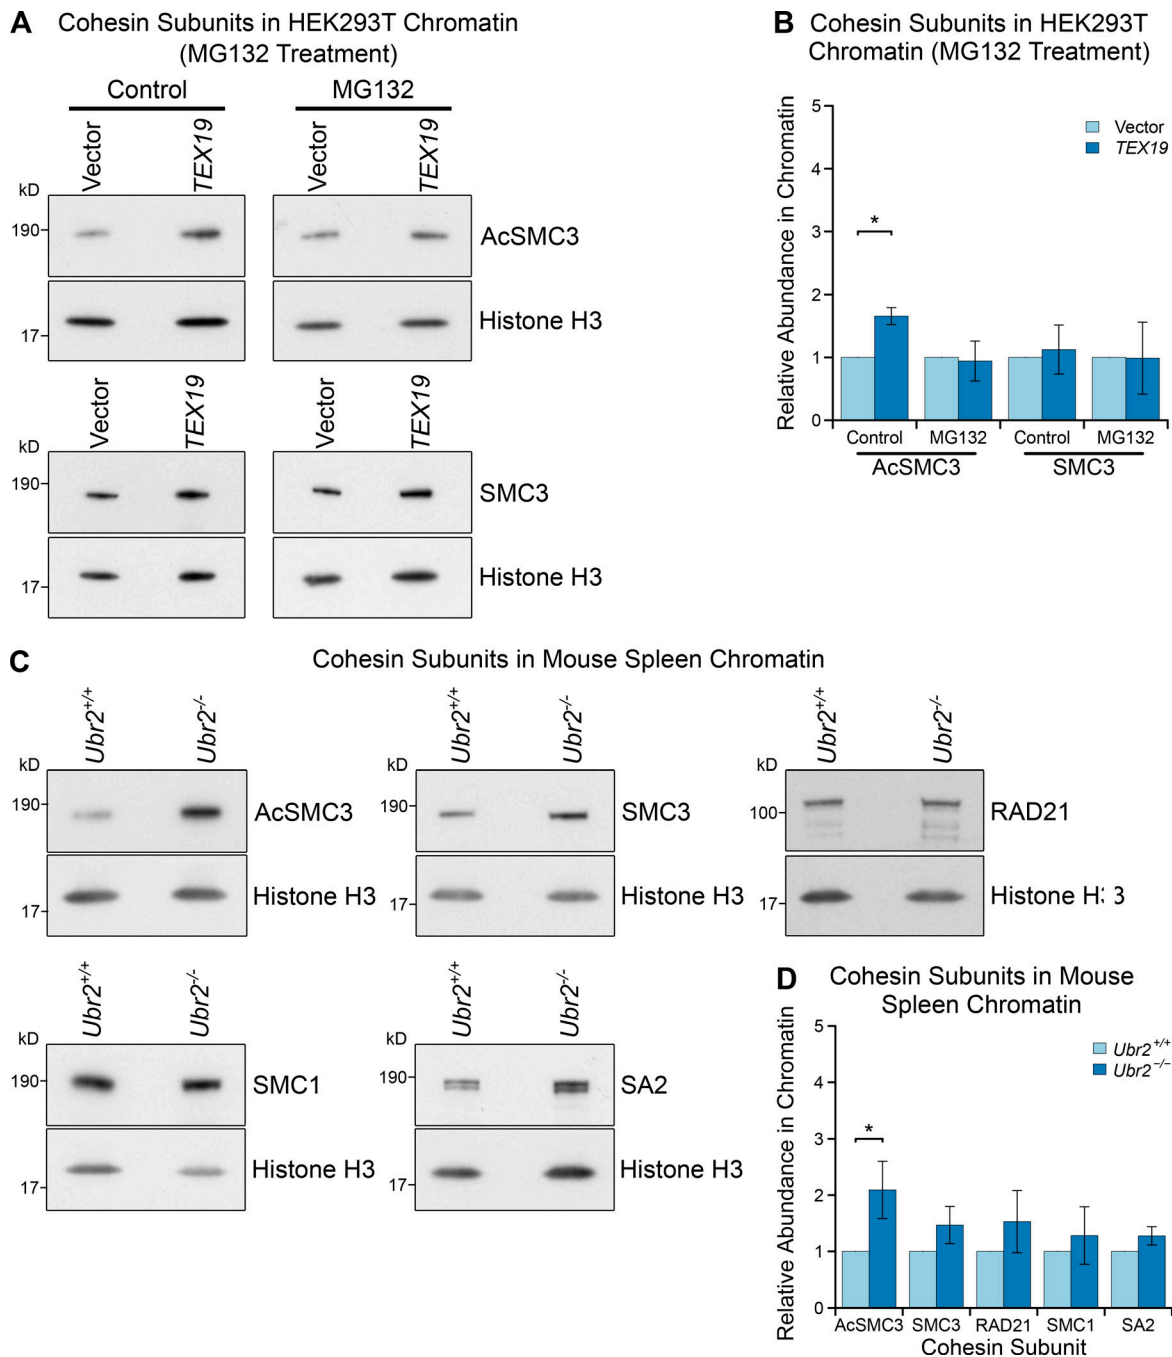 A
Cohesin Subunits in HEK293T Chromatin
(MG132 Treatment)
Control
MG132
Vector
TEX19
Vector
TEX19
kD
190
AcSMC3
17
Histone H3
Vector
TEX19
Vector
TEX19
kD
190
SMC3
17
Histone H3
B
Cohesin Subunits in HEK293T
Chromatin (MG132 Treatment)
Relative Abundance in Chromatin
5
4
3
2
1
0
Vector
TEX19
*
Control
MG132
Control
MG132
AcSMC3
SMC3
C
Cohesin Subunits in Mouse Spleen Chromatin
Ubr2+/+
Ubr2-/-
kD
190
AcSMC3
17
Histone H3
Ubr2+/+
Ubr2-/-
kD
190
SMC3
17
Histone H3
Ubr2+/+
Ubr2-/-
kD
100
RAD21
17
Histone H3 3
Ubr2+/+
Ubr2-/-
kD
190
SMC1
17
Histone H3
Ubr2+/+
Ubr2-/-
kD
190
SA2
17
Histone H3
D
Cohesin Subunits in Mouse
Spleen Chromatin
Relative Abundance in Chromatin
5
4
3
2
1
0
Ubr2+/+
Ubr2−/−
*
AcSMC3
SMC3
RAD21
SMC1
SA2
Cohesin Subunit